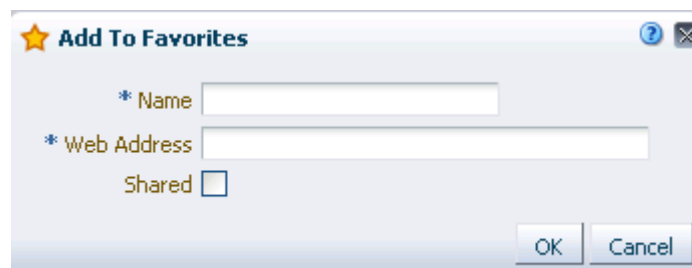 Add To Favorites
* Name
* Web Address
Shared
OK Cancel